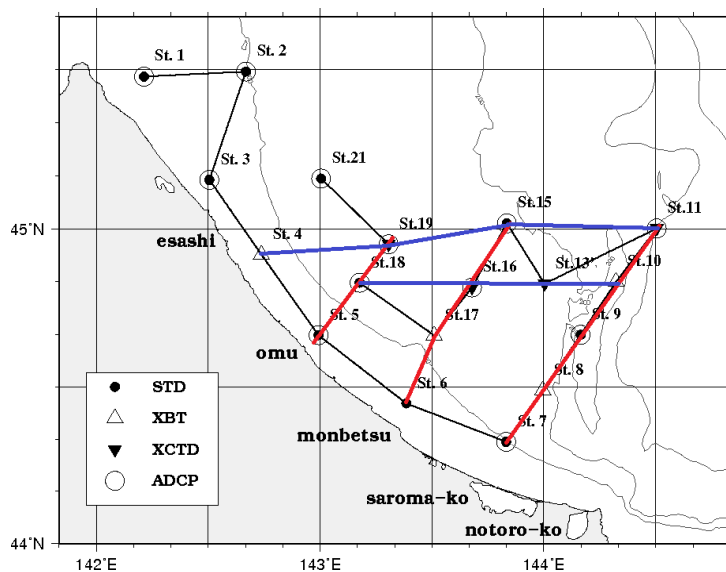 St. 1
St. 2
St. 3
St.21
St. 4
St.19
St.15
St.11
esashi
45°N
St.18
St.16
St.13'
St.10
St. 5
St.17
St. 9
omu
St. 6
St. 8
STD
XBT
XCTD
ADCP
monbetsu
St. 7
saroma-ko
notoro-ko
44°N
142°E
143°E
144°E